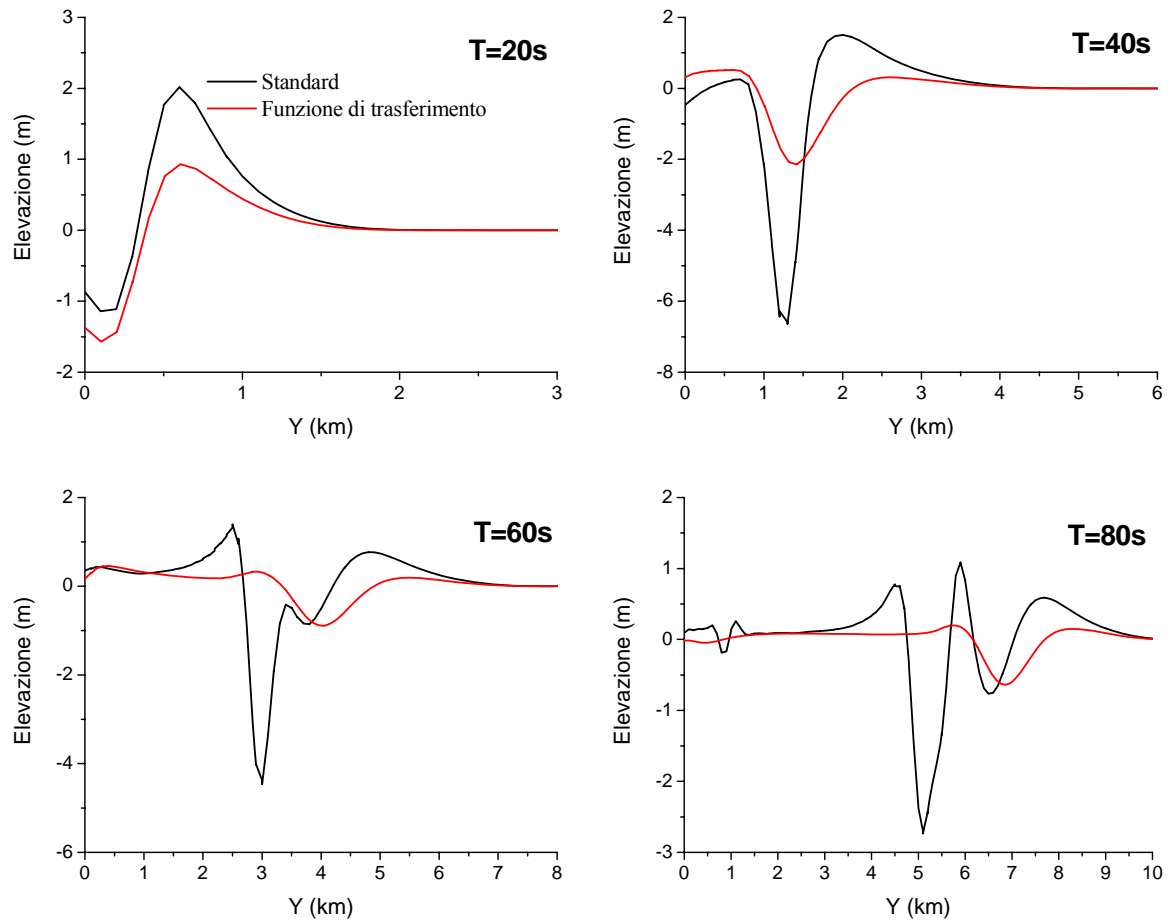 T=20s
Standard
Funzione di trasferimento
Elevazione (m)
3
2
1
0
-1
-2
0 1 2 3
Y (km)
T=40s
Elevazione (m)
2
0
-2
-4
-6
-8
0 1 2 3 4 5 6
Y (km)
T=60s
Elevazione (m)
2
0
-2
-4
-6
0 1 2 3 4 5 6 7 8
Y (km)
T=80s
Elevazione (m)
2
1
0
-1
-2
-3
0 1 2 3 4 5 6 7 8 9 10
Y (km)